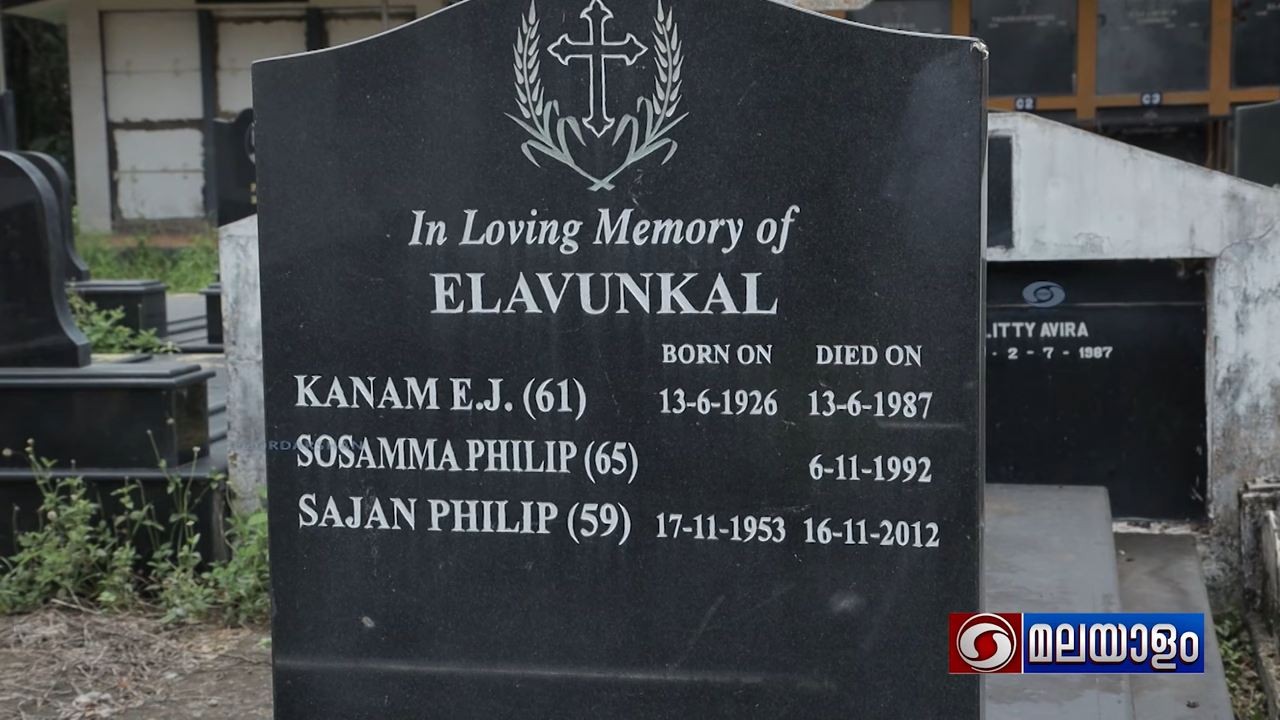 In Loving Memory of
ELAVUNKAL
BORN ON DIED ON
KANAM E.J. (61) 13-6-1926 13-6-1987
SOSAMMA PHILIP (65) 6-11-1992
SAJAN PHILIP (59) 17-11-1953 16-11-2012
C2
C3
LITTY AVIRA
2 - 7 - 1987
മലയാളം